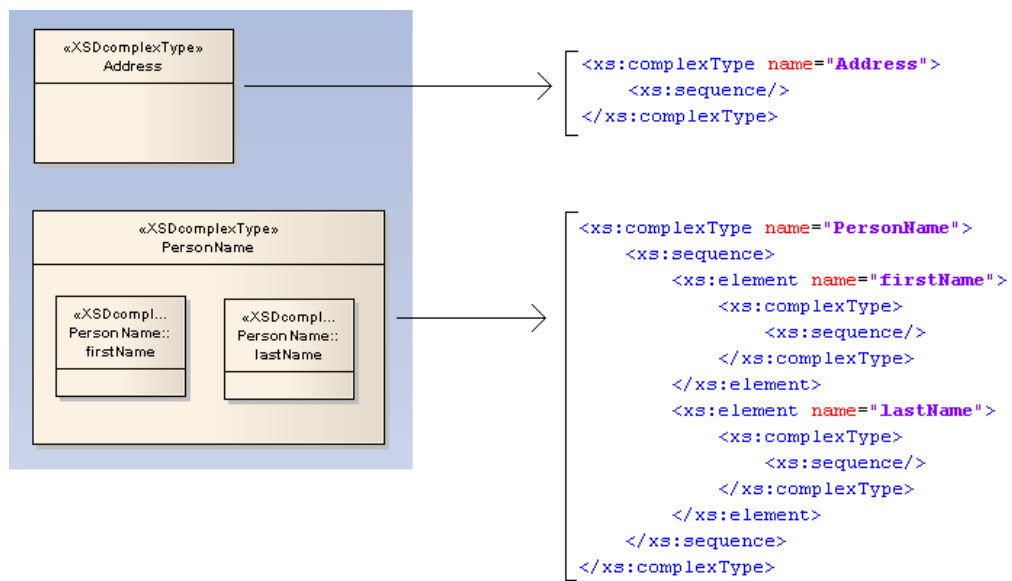 «XSDcomplexType»
Address
<xs:complexType name="Address">
<xs:sequence/>
</xs:complexType>
«XSDcomplexType»
PersonName
«XSDcompl...
PersonName::
firstName
«XSDcompl...
PersonName::
lastName
<xs:complexType name="PersonName">
<xs:sequence>
<xs:element name="firstName">
<xs:complexType>
<xs:sequence/>
</xs:complexType>
</xs:element>
<xs:element name="lastName">
<xs:complexType>
<xs:sequence/>
</xs:complexType>
</xs:element>
</xs:sequence>
</xs:complexType>